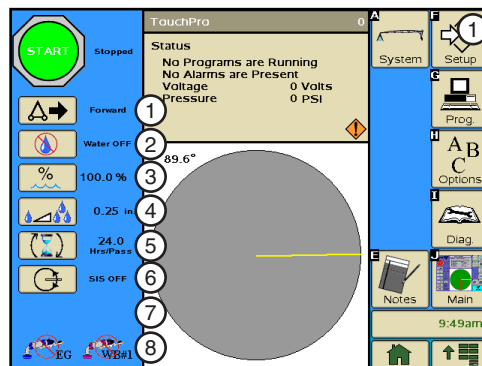 TouchPro 0
START Stopped
Status
No Programs are Running
No Alarms are Present
Voltage 0 Volts
Pressure 0 PSI
Forward 1
Water OFF 2
% 100.0 % 3
0.25 in. 4
24.0 Hrs/Pass 5
SIS OFF 6
7
EG WB#1 8
89.6°
A System
F Setup 1
G Prog.
H ABC Options
I Diag.
E Notes
J Main
9:49am